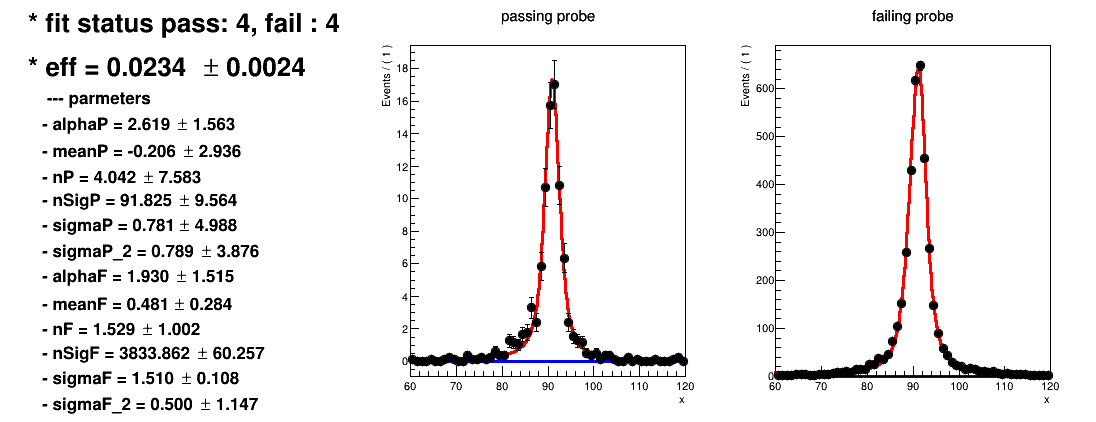 * fit status pass: 4, fail : 4
* eff = 0.0234 ± 0.0024
--- parmeters
- alphaP = 2.619 ± 1.563
- meanP = -0.206 ± 2.936
- nP = 4.042 ± 7.583
- nSigP = 91.825 ± 9.564
- sigmaP = 0.781 ± 4.988
- sigmaP_2 = 0.789 ± 3.876
- alphaF = 1.930 ± 1.515
- meanF = 0.481 ± 0.284
- nF = 1.529 ± 1.002
- nSigF = 3833.862 ± 60.257
- sigmaF = 1.510 ± 0.108
- sigmaF_2 = 0.500 ± 1.147
passing probe
Events / ( 1 )
18
16
14
12
10
8
6
4
2
0
60 70 80 90 100 110 120
x
failing probe
Events / ( 1 )
600
500
400
300
200
100
0
60 70 80 90 100 110 120
x